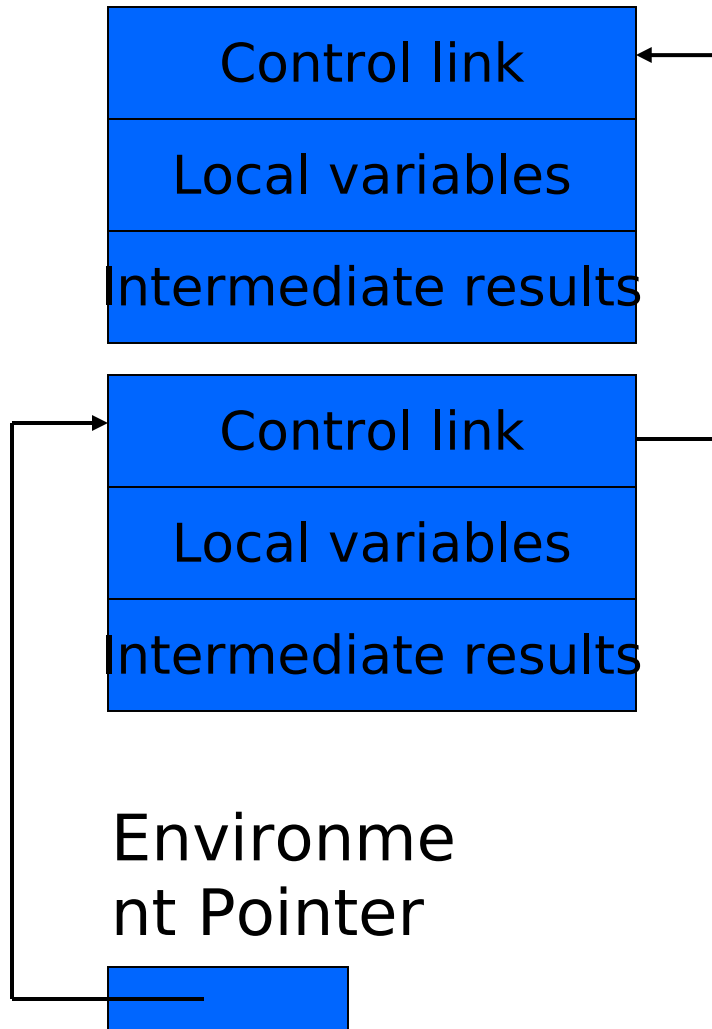 Control link
Local variables
Intermediate results
Control link
Local variables
Intermediate results
Environme
nt Pointer